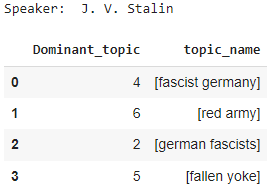 Speaker:  J. V. Stalin
Dominant_topic topic_name
0 4 [fascist germany]
1 6 [red army]
2 2 [german fascists]
3 5 [fallen yoke]